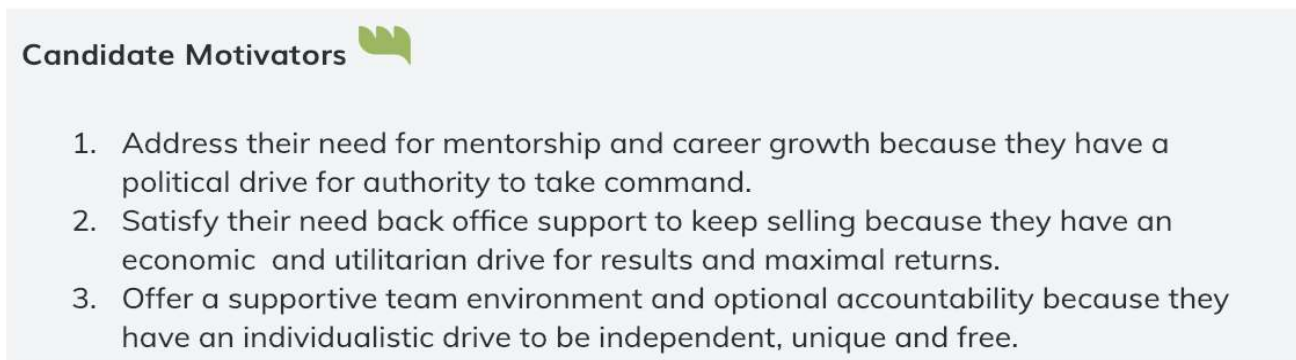 Candidate Motivators
1. Address their need for mentorship and career growth because they have a
political drive for authority to take command.
2. Satisfy their need back office support to keep selling because they have an
economic  and utilitarian drive for results and maximal returns.
3. Offer a supportive team environment and optional accountability because they
have an individualistic drive to be independent, unique and free.